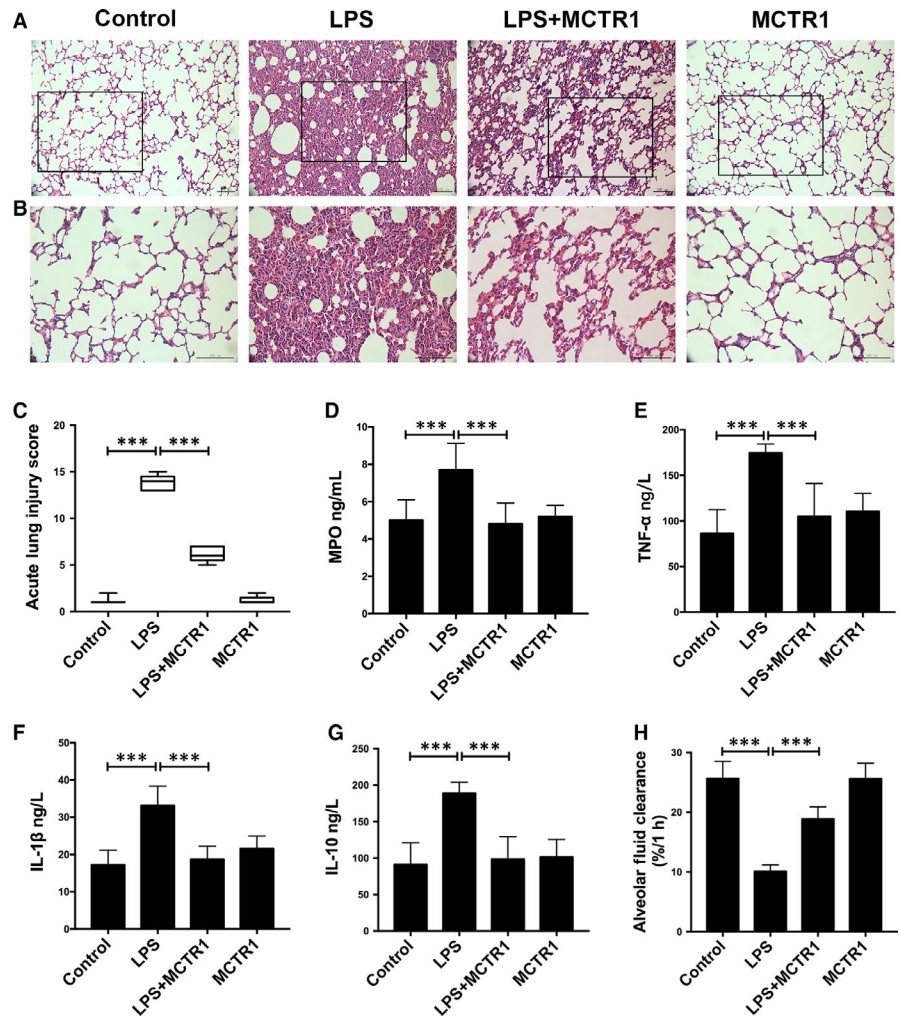 A Control LPS LPS+MCTR1 MCTR1
B
C
Acute lung injury score
20
15
10
5
0
*** ***
Control LPS LPS+MCTR1 MCTR1
D
MPO ng/mL
10
8
6
4
2
0
*** ***
Control LPS LPS+MCTR1 MCTR1
E
TNF-α ng/L
200
150
100
50
0
*** ***
Control LPS LPS+MCTR1 MCTR1
F
IL-1β ng/L
50
40
30
20
10
0
*** ***
Control LPS LPS+MCTR1 MCTR1
G
IL-10 ng/L
250
200
150
100
50
0
*** ***
Control LPS LPS+MCTR1 MCTR1
H
Alveolar fluid clearance
(%/1 h)
30
20
10
0
*** ***
Control LPS LPS+MCTR1 MCTR1